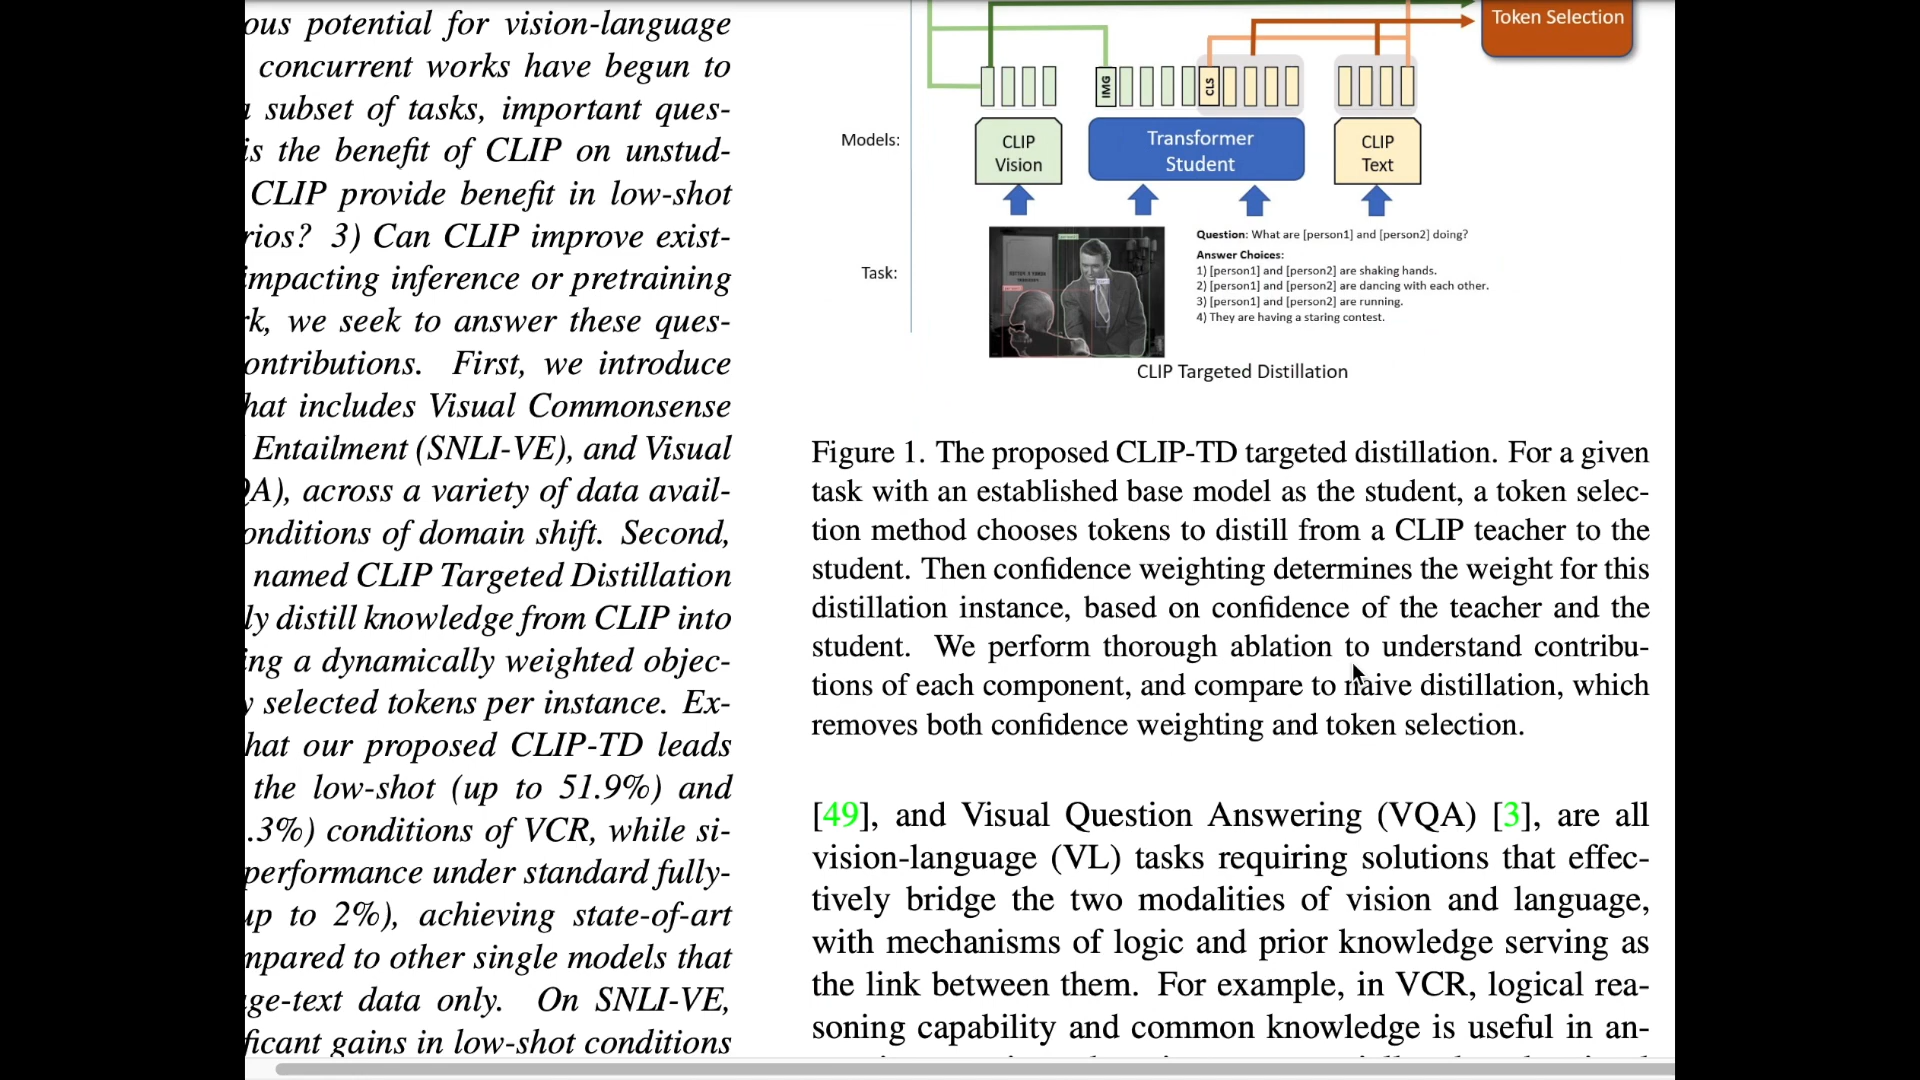 ous potential for vision-language
concurrent works have begun to
a subset of tasks, important ques-
is the benefit of CLIP on unstud-
CLIP provide benefit in low-shot
rios? 3) Can CLIP improve exist-
impacting inference or pretraining
rk, we seek to answer these ques-
ontributions. First, we introduce
hat includes Visual Commonsense
Entailment (SNLI-VE), and Visual
QA), across a variety of data avail-
onditions of domain shift. Second,
named CLIP Targeted Distillation
ly distill knowledge from CLIP into
ing a dynamically weighted objec-
y selected tokens per instance. Ex-
hat our proposed CLIP-TD leads
the low-shot (up to 51.9%) and
.3%) conditions of VCR, while si-
performance under standard fully-
up to 2%), achieving state-of-art
mpared to other single models that
ge-text data only. On SNLI-VE,
ficant gains in low-shot conditions
Token Selection
IMG
CLS
Models:
CLIP
Vision
Transformer
Student
CLIP
Text
Task:
Question: What are [person1] and [person2] doing?
Answer Choices:
1) [person1] and [person2] are shaking hands.
2) [person1] and [person2] are dancing with each other.
3) [person1] and [person2] are running.
4) They are having a staring contest.
CLIP Targeted Distillation
Figure 1. The proposed CLIP-TD targeted distillation. For a given
task with an established base model as the student, a token selec-
tion method chooses tokens to distill from a CLIP teacher to the
student. Then confidence weighting determines the weight for this
distillation instance, based on confidence of the teacher and the
student. We perform thorough ablation to understand contribu-
tions of each component, and compare to naive distillation, which
removes both confidence weighting and token selection.
[49], and Visual Question Answering (VQA) [3], are all
vision-language (VL) tasks requiring solutions that effec-
tively bridge the two modalities of vision and language,
with mechanisms of logic and prior knowledge serving as
the link between them. For example, in VCR, logical rea-
soning capability and common knowledge is useful in an-